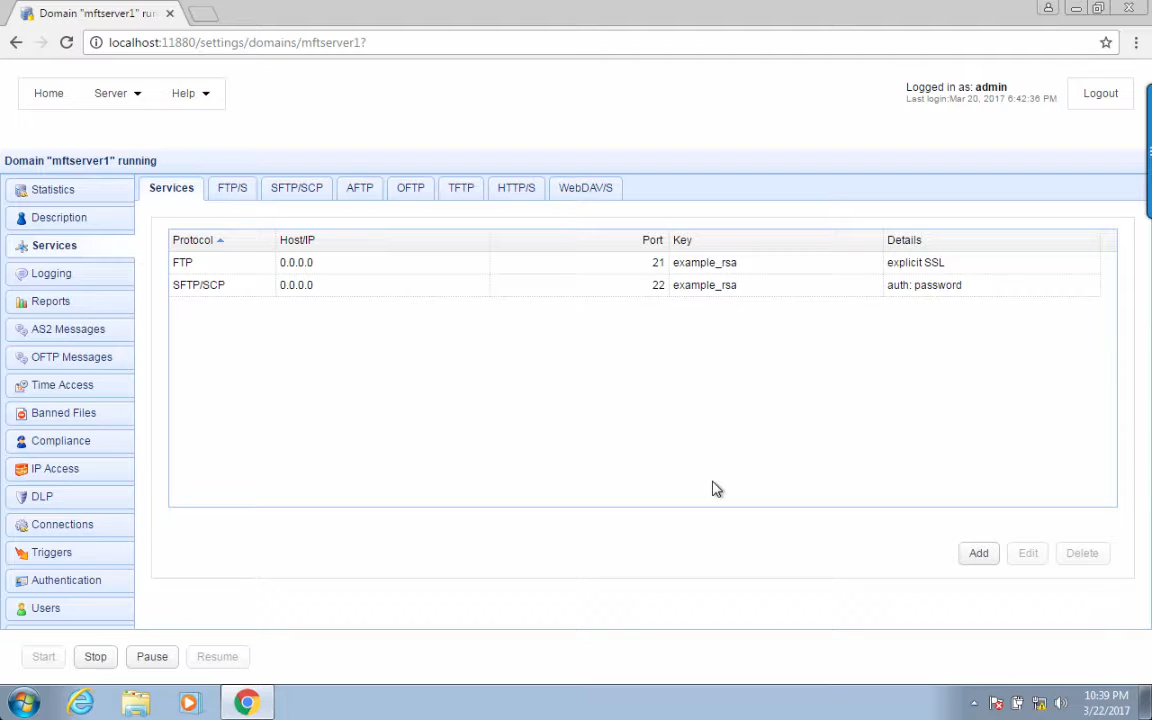 Domain "mftserver1" run
localhost:11880/settings/domains/mftserver1?
Home Server Help
Logged in as: admin
Last login:Mar 20, 2017 6:42:36 PM
Logout
Domain "mftserver1" running
Statistics
Description
Services
Logging
Reports
AS2 Messages
OFTP Messages
Time Access
Banned Files
Compliance
IP Access
DLP
Connections
Triggers
Authentication
Users
Services FTP/S SFTP/SCP AFTP OFTP TFTP HTTP/S WebDAV/S
Protocol Host/IP Port Key Details
FTP 0.0.0.0 21 example_rsa explicit SSL
SFTP/SCP 0.0.0.0 22 example_rsa auth: password
Add Edit Delete
Start Stop Pause Resume
10:39 PM
3/22/2017